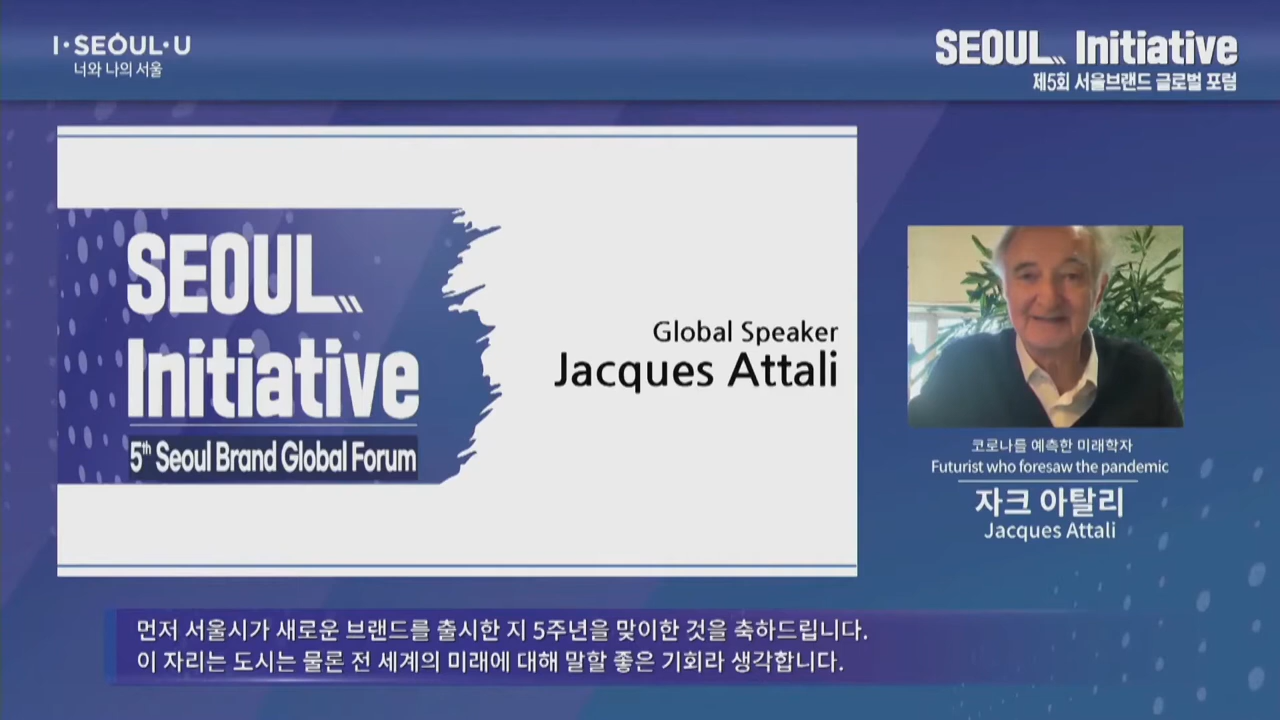 I·SEOUL·U
너와 나의 서울
SEOUL Initiative
제5회 서울브랜드 글로벌 포럼
SEOUL
Initiative
5th Seoul Brand Global Forum
Global Speaker
Jacques Attali
코로나를 예측한 미래학자
Futurist who foresaw the pandemic
자크 아탈리
Jacques Attali
먼저 서울시가 새로운 브랜드를 출시한 지 5주년을 맞이한 것을 축하드립니다.
이 자리는 도시는 물론 전 세계의 미래에 대해 말할 좋은 기회라 생각합니다.